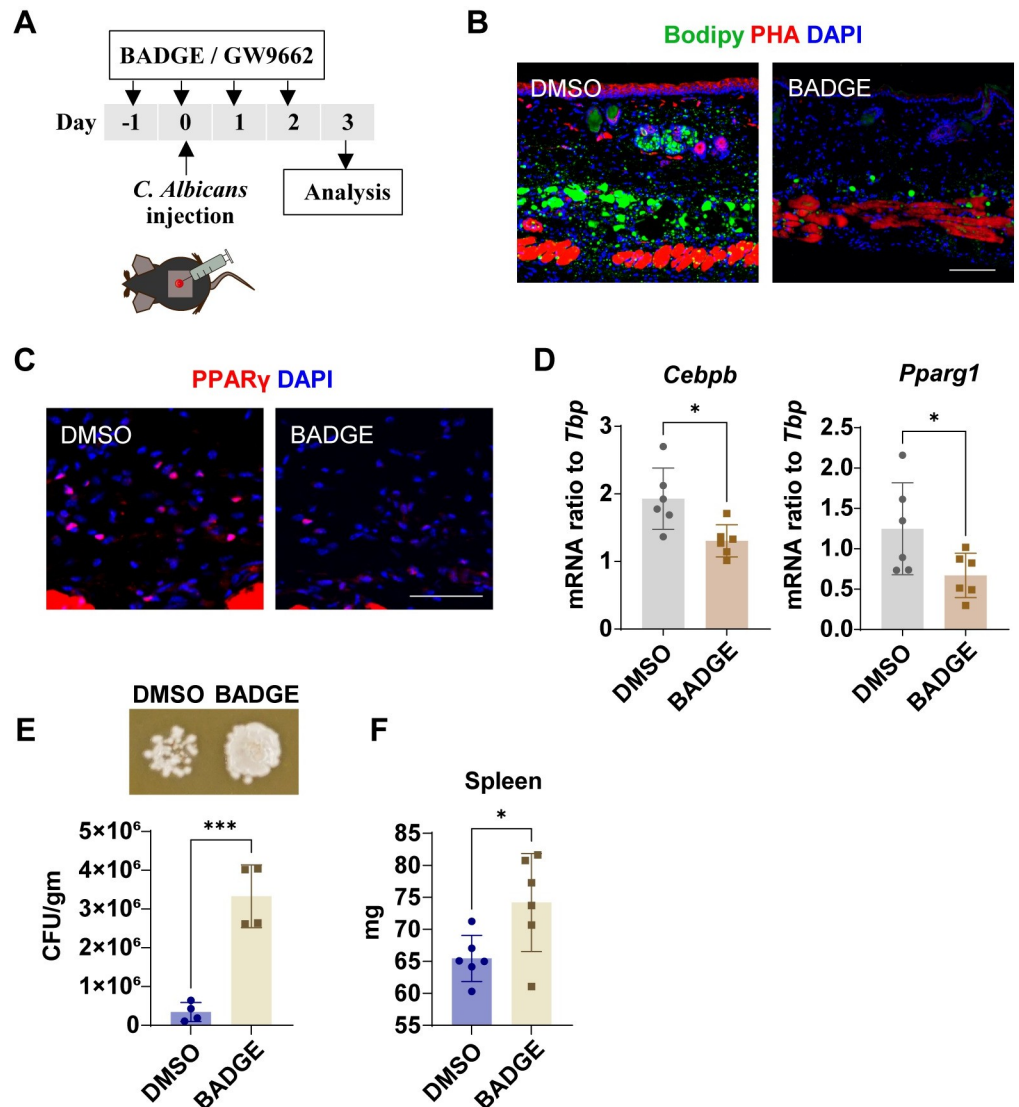 A
BADGE / GW9662
Day -1 0 1 2 3
C. Albicans
injection
Analysis
B
Bodipy PHA DAPI
DMSO
BADGE
C
PPARγ DAPI
DMSO
BADGE
D
Cebpb
mRNA ratio to Tbp
3
2
1
0
*
DMSO
BADGE
Pparg1
mRNA ratio to Tbp
2.0
1.5
1.0
0.5
0.0
*
DMSO
BADGE
E
DMSO BADGE
CFU/gm
5×10⁶
4×10⁶
3×10⁶
2×10⁶
1×10⁶
0
***
DMSO
BADGE
F
Spleen
mg
85
80
75
70
65
60
55
*
DMSO
BADGE